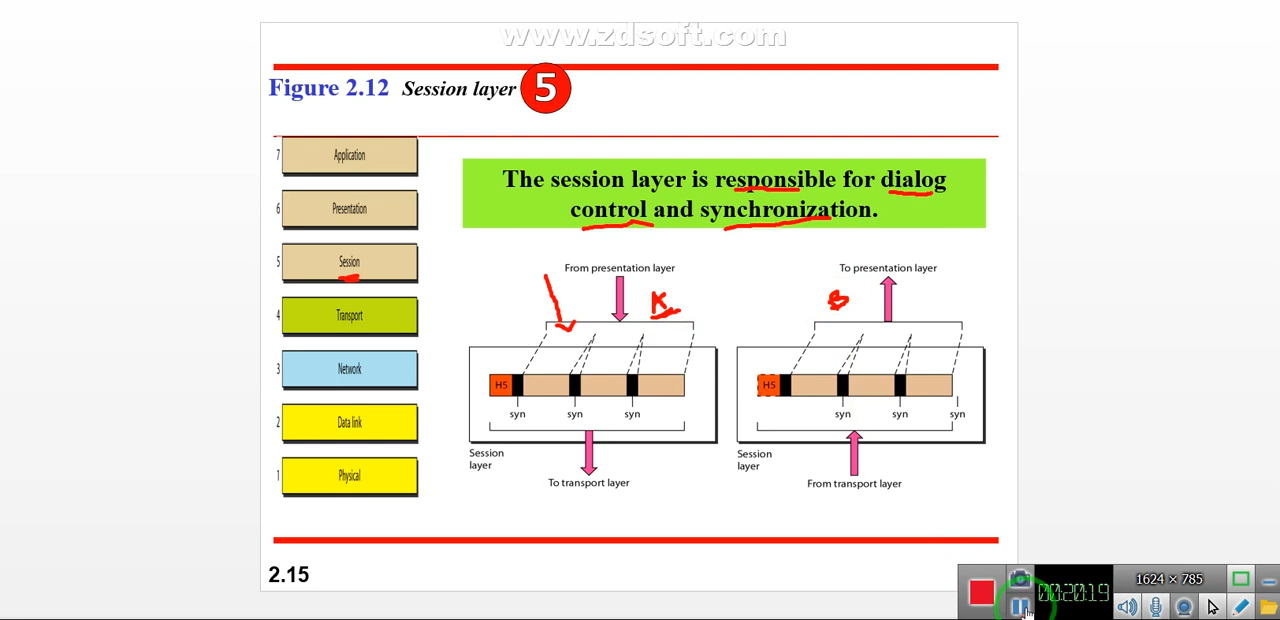 www.zdsoft.com
Figure 2.12 Session layer 5
7 Application
6 Presentation
5 Session
4 Transport
3 Network
2 Data link
1 Physical
The session layer is responsible for dialog
control and synchronization.
From presentation layer
K
H5
syn syn syn
Session
layer
To transport layer
To presentation layer
B
H5
syn syn syn
Session
layer
From transport layer
2.15
00:20:19
1624 × 785